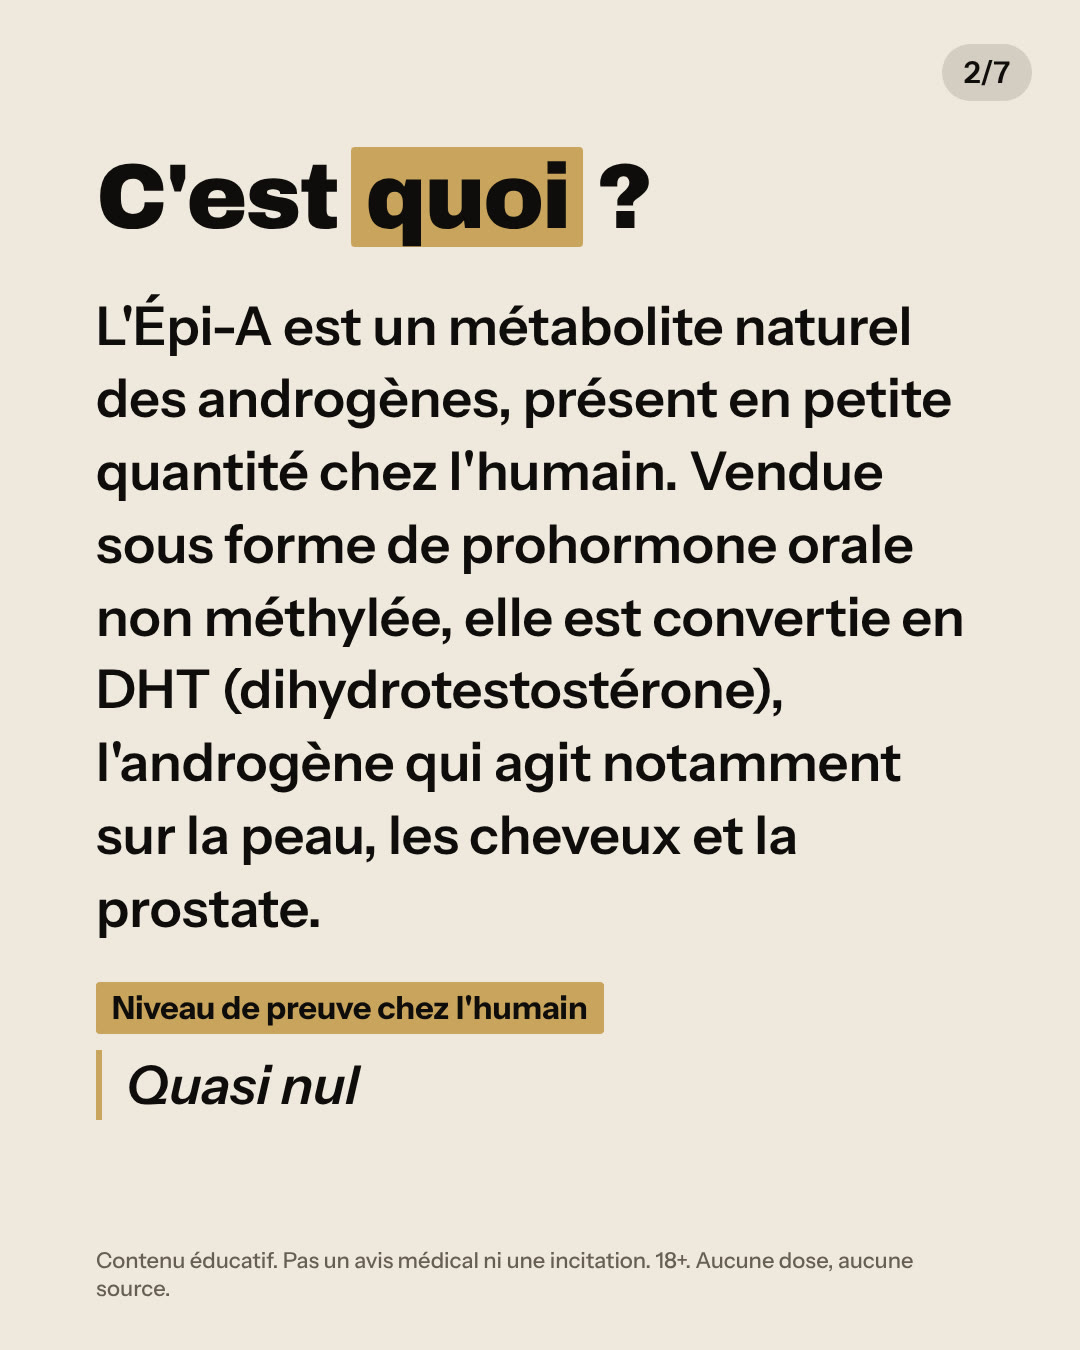 2/7
C'est quoi ?
L'Épi-A est un métabolite naturel
des androgènes, présent en petite
quantité chez l'humain. Vendue
sous forme de prohormone orale
non méthylée, elle est convertie en
DHT (dihydrotestostérone),
l'androgène qui agit notamment
sur la peau, les cheveux et la
prostate.
Niveau de preuve chez l'humain
Quasi nul
Contenu éducatif. Pas un avis médical ni une incitation. 18+. Aucune dose, aucune
source.